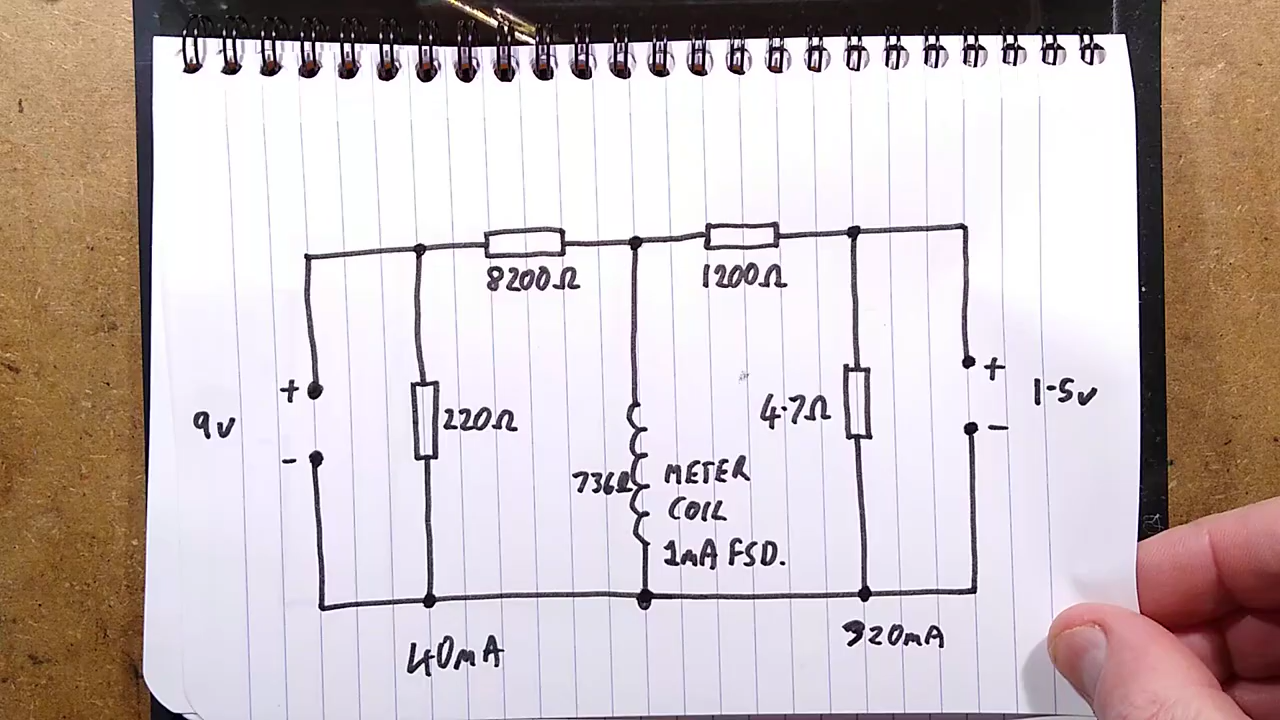 8200Ω
1200Ω
+
+
9v
220Ω
4.7Ω
1.5v
-
-
736Ω
METER
COIL
1mA FSD.
40mA
320mA